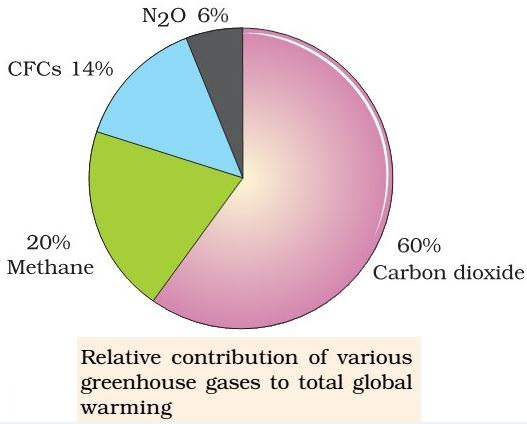 N2O 6%
CFCs 14%
20%
Methane
60%
Carbon dioxide
Relative contribution of various
greenhouse gases to total global
warming